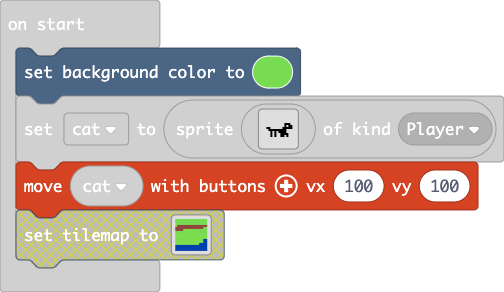 on start
set background color to
set cat to sprite of kind Player
move cat with buttons vx 100 vy 100
set tilemap to